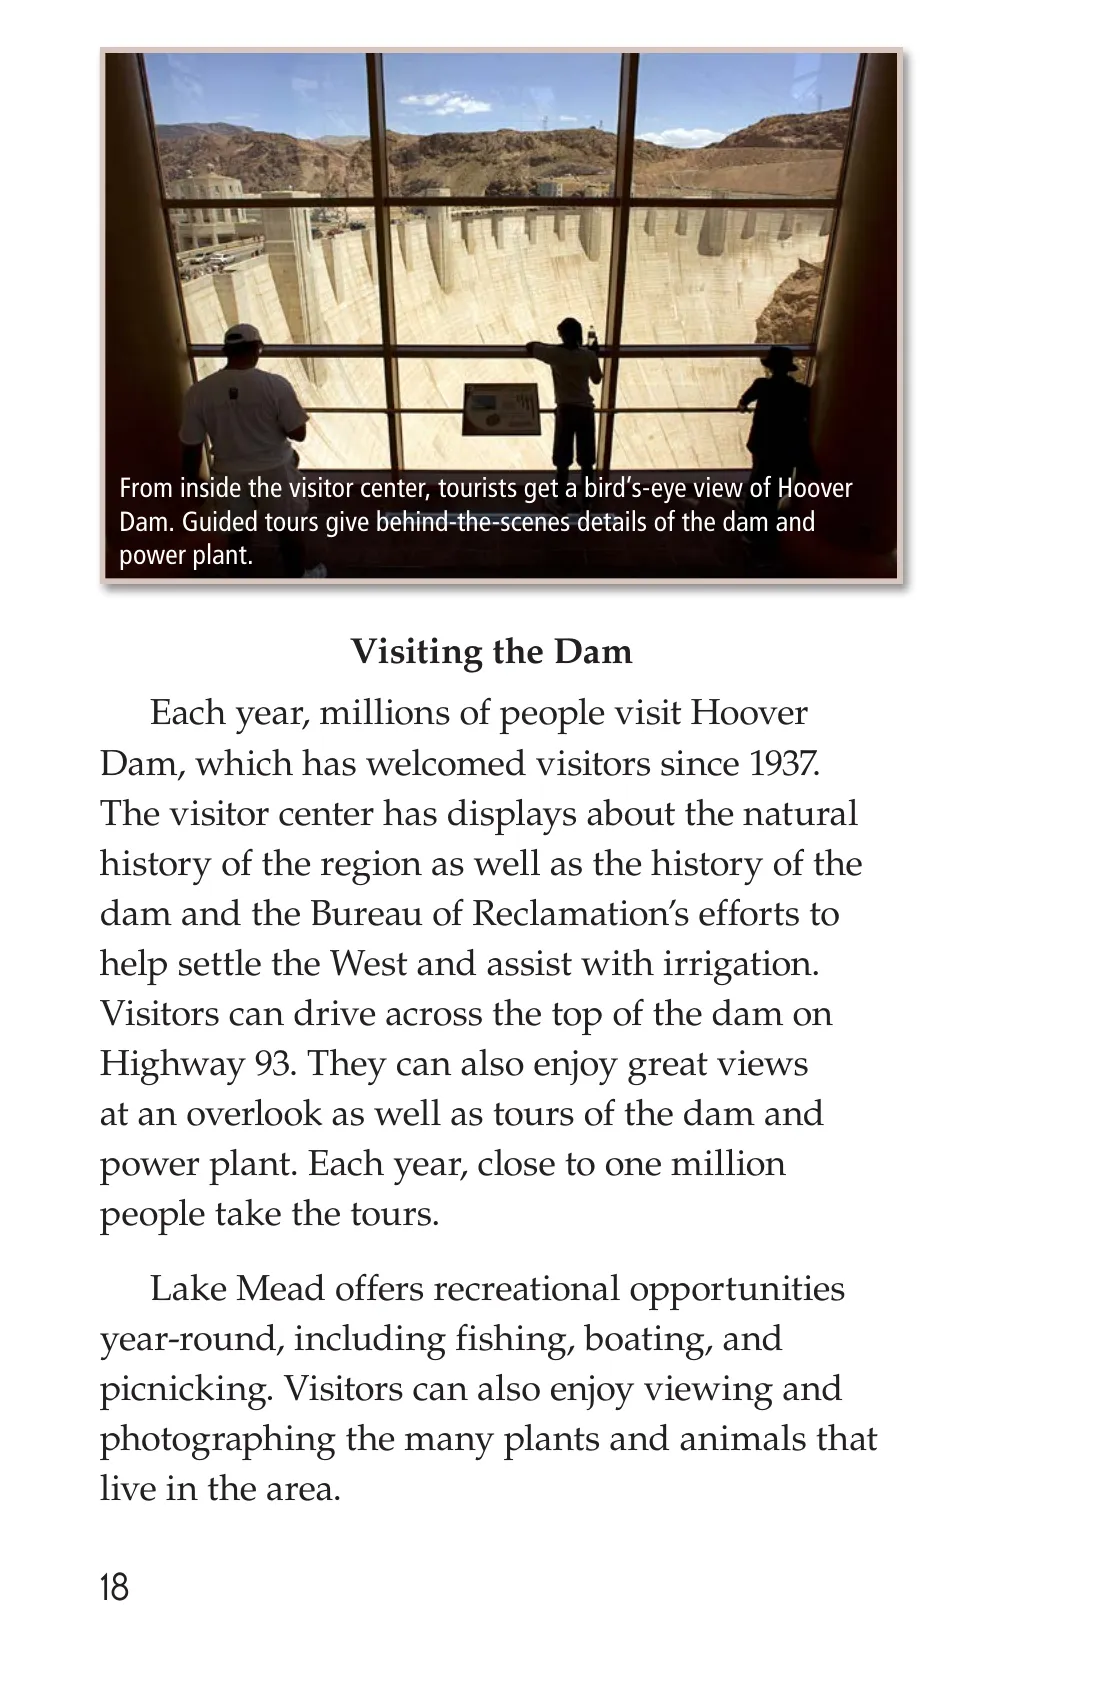 From inside the visitor center, tourists get a bird’s-eye view of Hoover
Dam. Guided tours give behind-the-scenes details of the dam and
power plant.
Visiting the Dam
Each year, millions of people visit Hoover
Dam, which has welcomed visitors since 1937.
The visitor center has displays about the natural
history of the region as well as the history of the
dam and the Bureau of Reclamation’s efforts to
help settle the West and assist with irrigation.
Visitors can drive across the top of the dam on
Highway 93. They can also enjoy great views
at an overlook as well as tours of the dam and
power plant. Each year, close to one million
people take the tours.
Lake Mead offers recreational opportunities
year-round, including fishing, boating, and
picnicking. Visitors can also enjoy viewing and
photographing the many plants and animals that
live in the area.
18